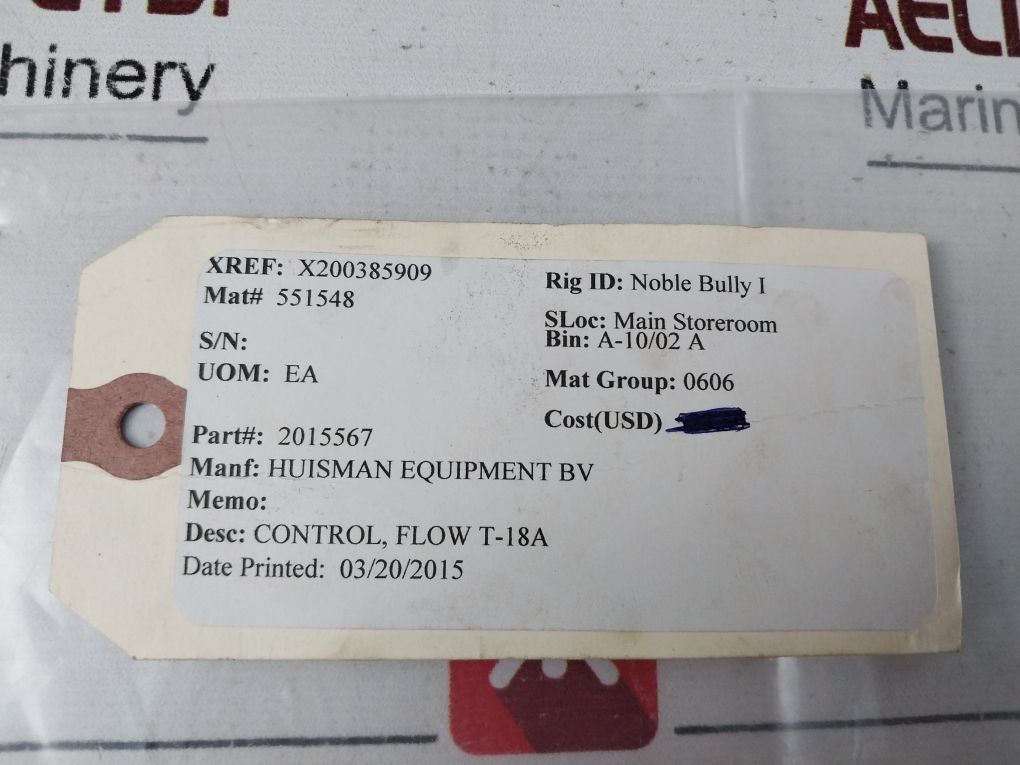 hinery
Marin
XREF: X200385909
Mat# 551548
S/N:
UOM: EA
Part#: 2015567
Manf: HUISMAN EQUIPMENT BV
Memo:
Desc: CONTROL, FLOW T-18A
Date Printed: 03/20/2015
Rig ID: Noble Bully I
SLoc: Main Storeroom
Bin: A-10/02 A
Mat Group: 0606
Cost(USD)